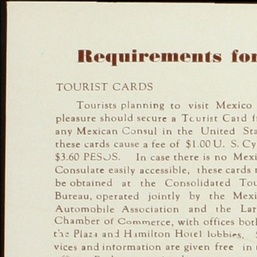 Requirements for
TOURIST CARDS
Tourists planning to visit Mexico
pleasure should secure a Tourist Card f
any Mexican Consul in the United Sta
these cards cause a fee of $1.00 U. S. Cy
$3.60 PESOS. In case there is no Mexi
Consulate easily accessible, these cards
be obtained at the Consolidated Tou
Bureau, operated jointly by the Mexi
Automobile Association and the Lar
Chamber of Commerce, with offices both
the Plaza and Hamilton Hotel lobbies.
vices and information are given free in